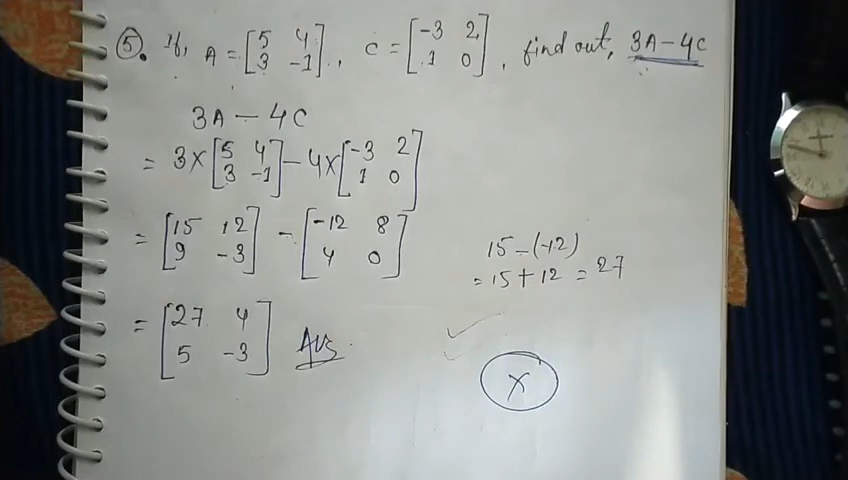 ⑤. If, A = [5 4 3 -1], C = [-3 2 1 0], find out, 3A-4C
3A - 4C
= 3x[5 4 3 -1] - 4x[-3 2 1 0]
= [15 12 9 -3] - [-12 8 4 0]
15-(-12)
= 15 + 12 = 27
= [27 4 5 -3] Ans.
x